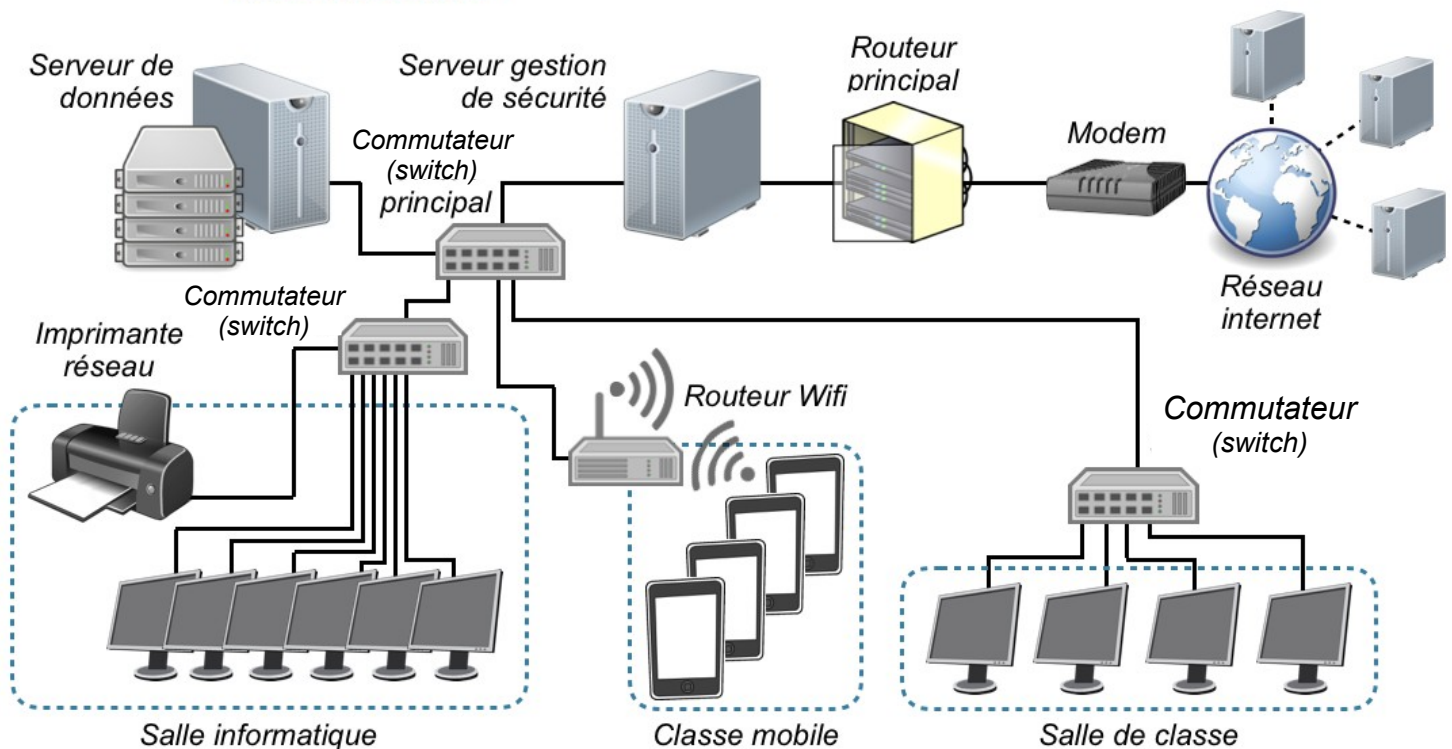 Serveur de
données
Serveur gestion
de sécurité
Routeur
principal
Modem
Commutateur
(switch)
principal
Réseau
internet
Commutateur
(switch)
Imprimante
réseau
Routeur Wifi
Commutateur
(switch)
Salle informatique
Classe mobile
Salle de classe